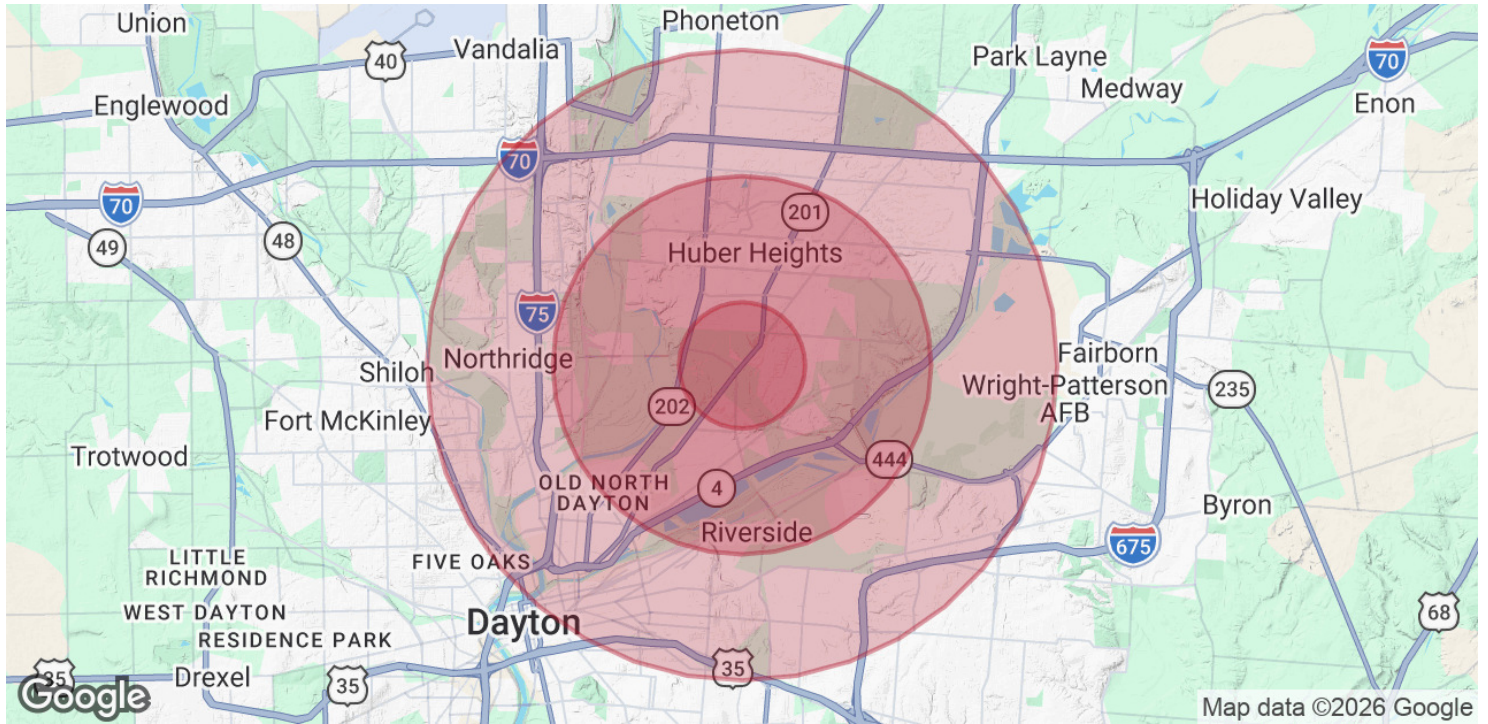 Union
Phoneton
40
Vandalia
Park Layne
70
Medway
Englewood
Enon
70
70
Holiday Valley
201
49
48
Huber Heights
75
Northridge
Fairborn
Shiloh
Wright-Patterson
AFB
235
202
Fort McKinley
Trotwood
444
OLD NORTH
DAYTON
4
Byron
Riverside
675
FIVE OAKS
LITTLE
RICHMOND
WEST DAYTON
68
Dayton
RESIDENCE PARK
35
35
35
Drexel
Google
Map data ©2026 Google